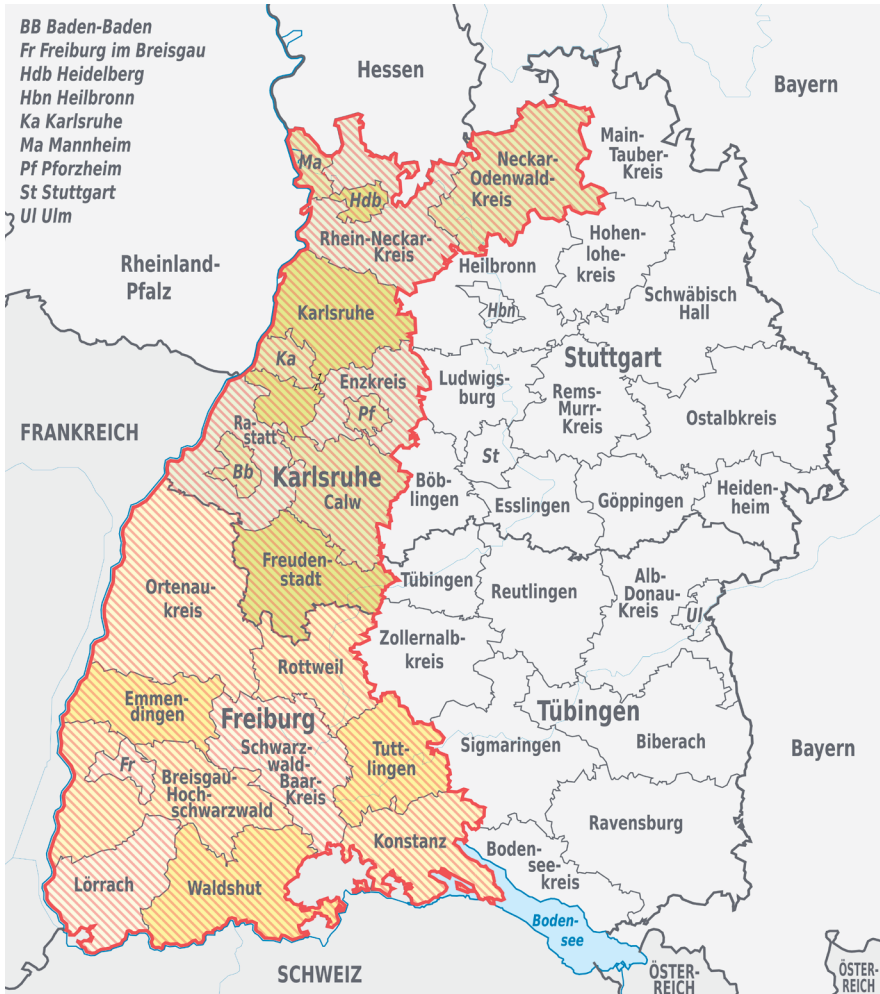 BB Baden-Baden
Fr Freiburg im Breisgau
Hdb Heidelberg
Hbn Heilbronn
Ka Karlsruhe
Ma Mannheim
Pf Pforzheim
St Stuttgart
Ul Ulm
Hessen
Bayern
Main-
Tauber-
Kreis
Neckar-
Odenwald-
Kreis
Ma
Hdb
Rhein-Neckar-
Kreis
Hohen-
lohe-
kreis
Heilbronn
Hbn
Rheinland-
Pfalz
Karlsruhe
Schwäbisch
Hall
Stuttgart
Ka
Enzkreis
Pf
Ludwigs-
burg
Rems-
Murr-
Kreis
Ostalbkreis
FRANKREICH
Ra-
statt
Bb
Karlsruhe
Calw
St
Böb-
lingen
Esslingen
Göppingen
Heiden-
heim
Freuden-
stadt
Ortenau-
kreis
Tübingen
Reutlingen
Alb-
Donau-
Kreis
Ul
Zollernalb-
kreis
Rottweil
Emmen-
dingen
Freiburg
Schwarz-
wald-
Baar-
Kreis
Tutt-
lingen
Tübingen
Sigmaringen
Biberach
Bayern
Fr
Breisgau-
Hoch-
schwarzwald
Konstanz
Ravensburg
Boden-
see-
kreis
Lörrach
Waldshut
Boden-
see
SCHWEIZ
ÖSTER-
REICH
ÖSTER-
REICH